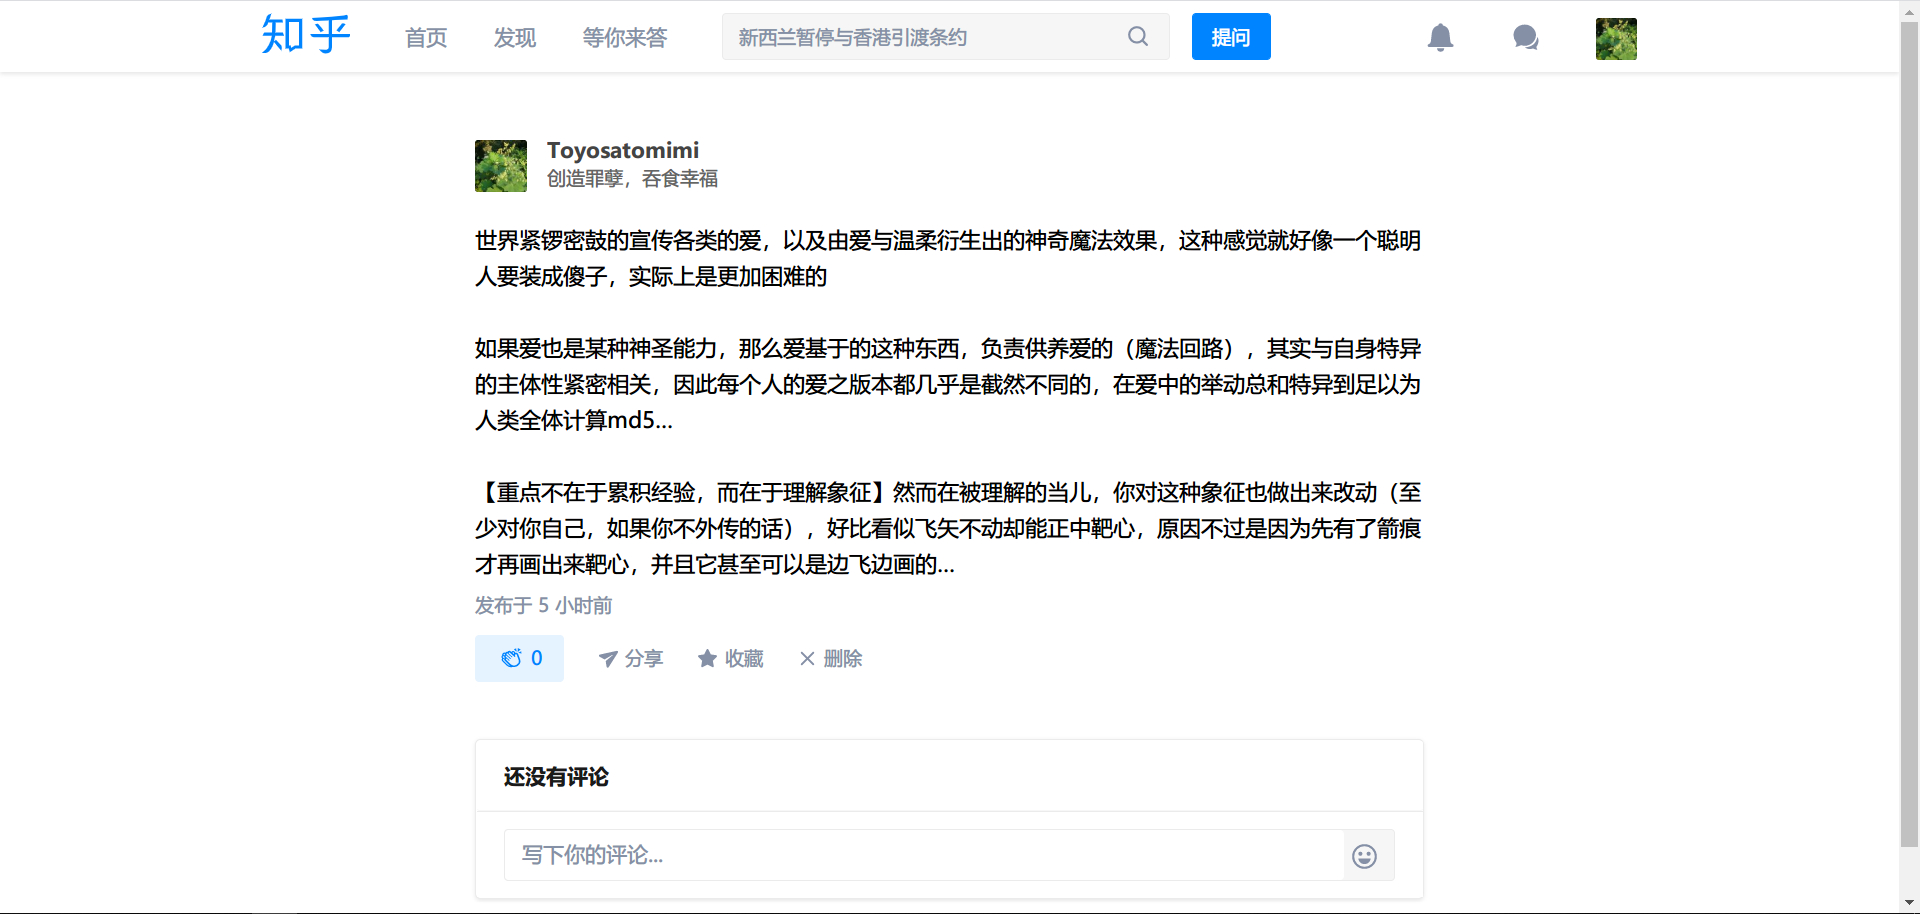 知乎 首页 发现 等你来答 新西兰暂停与香港引渡条约 提问
Toyosatomimi
创造罪孽，吞食幸福
世界紧锣密鼓的宣传各类的爱，以及由爱与温柔衍生出的神奇魔法效果，这种感觉就好像一个聪明
人要装成傻子，实际上是更加困难的
如果爱也是某种神圣能力，那么爱基于的这种东西，负责供养爱的（魔法回路），其实与自身特异
的主体性紧密相关，因此每个人的爱之版本都几乎是截然不同的，在爱中的举动总和特异到足以为
人类全体计算md5...
【重点不在于累积经验，而在于理解象征】然而在被理解的当儿，你对这种象征也做出来改动（至
少对你自己，如果你不外传的话），好比看似飞矢不动却能正中靶心，原因不过是因为先有了箭痕
才再画出来靶心，并且它甚至可以是边飞边画的...
发布于 5 小时前
0 分享 收藏 删除
还没有评论
写下你的评论...